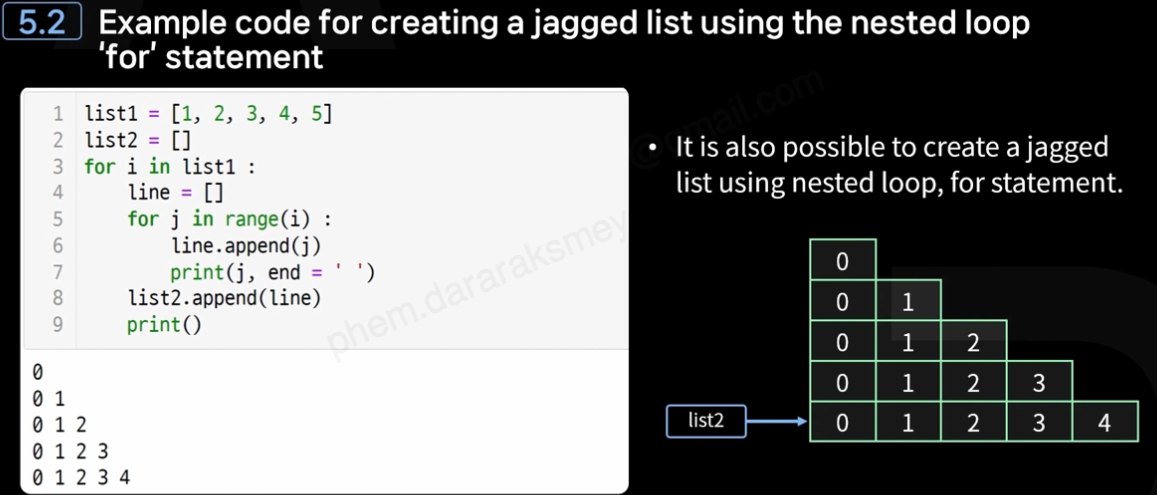 5.2 Example code for creating a jagged list using the nested loop
'for' statement
1 list1 = [1, 2, 3, 4, 5]
2 list2 = []
3 for i in list1 :
4     line = []
5     for j in range(i) :
6         line.append(j)
7         print(j, end = ' ')
8     list2.append(line)
9     print()
0
0 1
0 1 2
0 1 2 3
0 1 2 3 4
• It is also possible to create a jagged
list using nested loop, for statement.
0
0 1
0 1 2
0 1 2 3
list2 0 1 2 3 4
phem.dararaksmey @gmail.com